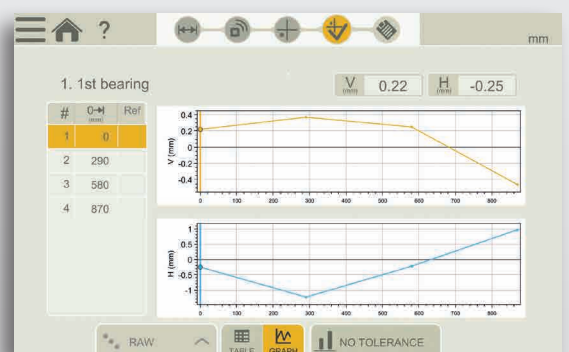 ?
mm
1. 1st bearing
V (mm) 0.22 H (mm) -0.25
# 0 (mm) Ref
1 0
2 290
3 580
4 870
V (mm)
0.4
0.2
0
-0.2
-0.4
0 100 200 300 400 500 600 700 800
H (mm)
1
0.5
0
-0.5
-1
0 100 200 300 400 500 600 700 800
RAW
TABLE
GRAPH
NO TOLERANCE